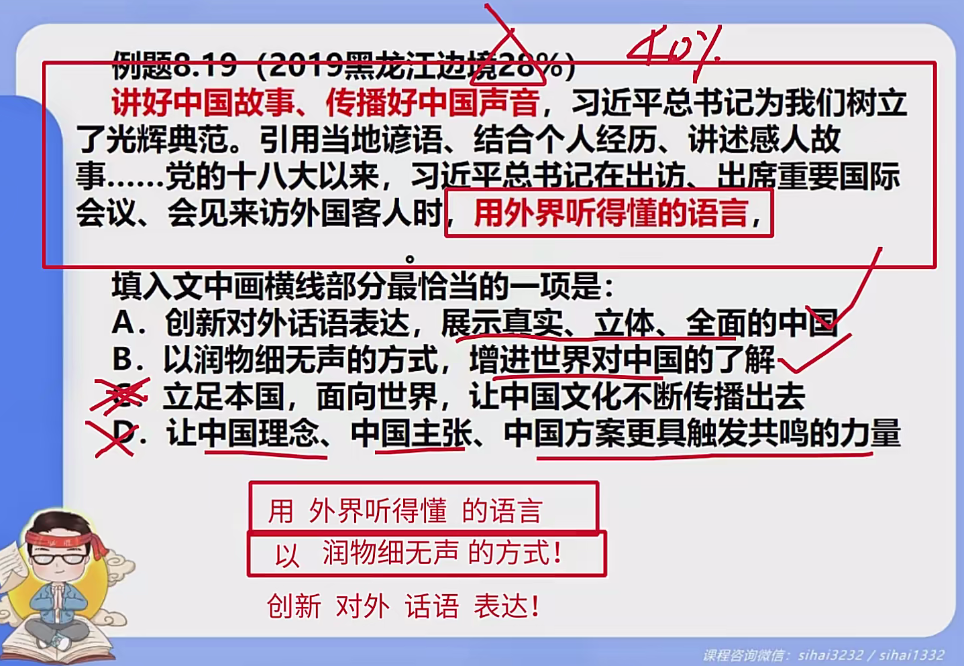 40%
例题8.19（2019黑龙江边境28%）
讲好中国故事、传播好中国声音，习近平总书记为我们树立
了光辉典范。引用当地谚语、结合个人经历、讲述感人故
事……党的十八大以来，习近平总书记在出访、出席重要国际
会议、会见来访外国客人时，用外界听得懂的语言，
。
填入文中画横线部分最恰当的一项是：
A．创新对外话语表达，展示真实、立体、全面的中国
B．以润物细无声的方式，增进世界对中国的了解
C．立足本国，面向世界，让中国文化不断传播出去
D．让中国理念、中国主张、中国方案更具触发共鸣的力量
用 外界听得懂 的语言
以 润物细无声 的方式！
创新 对外 话语 表达！
课程咨询微信：sihai3232 / sihai1332